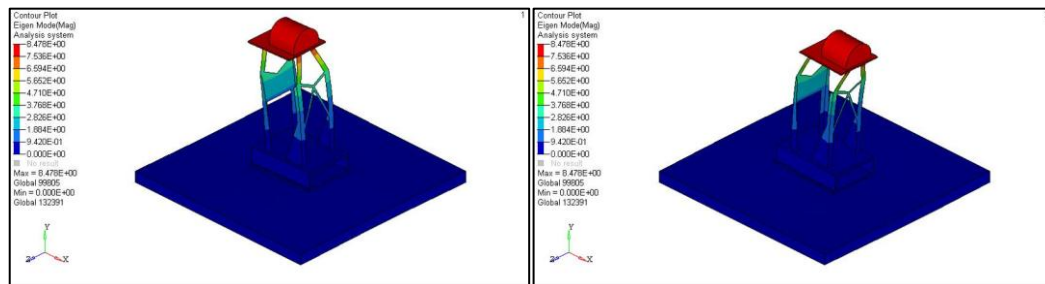 Contour Plot
Eigen Mode(Mag)
Analysis system
8.478E+00
7.536E+00
6.594E+00
5.652E+00
4.710E+00
3.768E+00
2.826E+00
1.884E+00
9.420E-01
0.000E+00
No result
Max = 8.478E+00
Global 99805
Min = 0.000E+00
Global 132391
Y
Z
X
1
Contour Plot
Eigen Mode(Mag)
Analysis system
8.478E+00
7.536E+00
6.594E+00
5.652E+00
4.710E+00
3.768E+00
2.826E+00
1.884E+00
9.420E-01
0.000E+00
No result
Max = 8.478E+00
Global 99805
Min = 0.000E+00
Global 132391
Y
Z
X